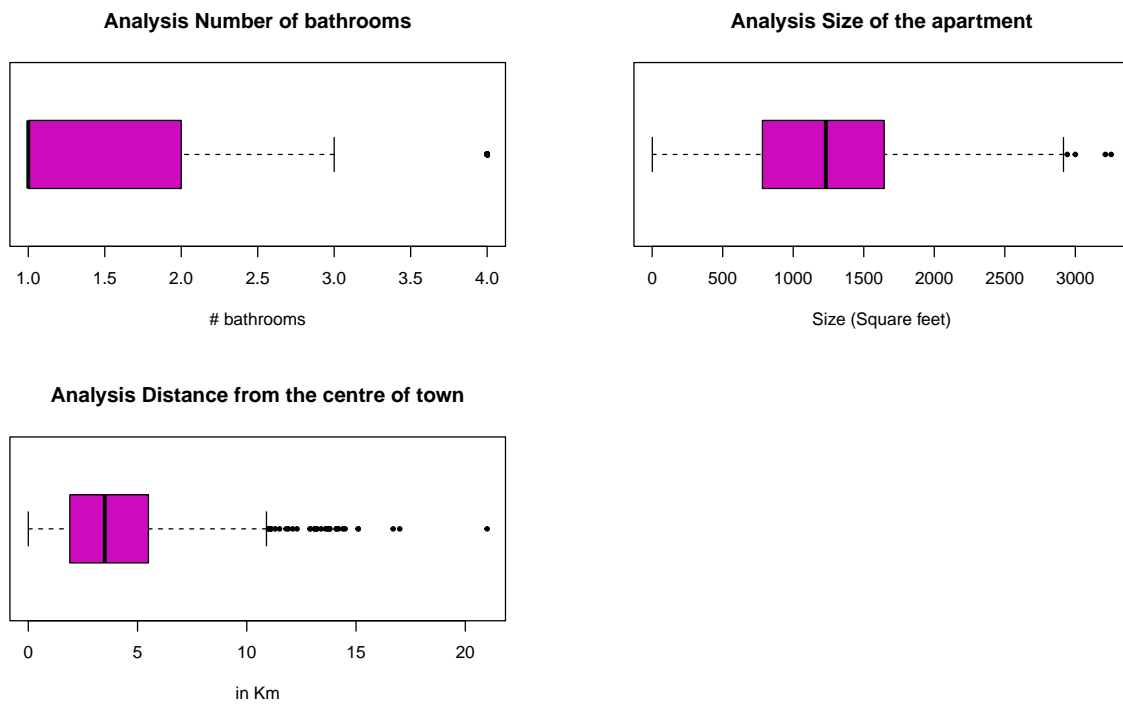 Analysis Number of bathrooms
1.0 1.5 2.0 2.5 3.0 3.5 4.0
# bathrooms
Analysis Size of the apartment
0 500 1000 1500 2000 2500 3000
Size (Square feet)
Analysis Distance from the centre of town
0 5 10 15 20
in Km